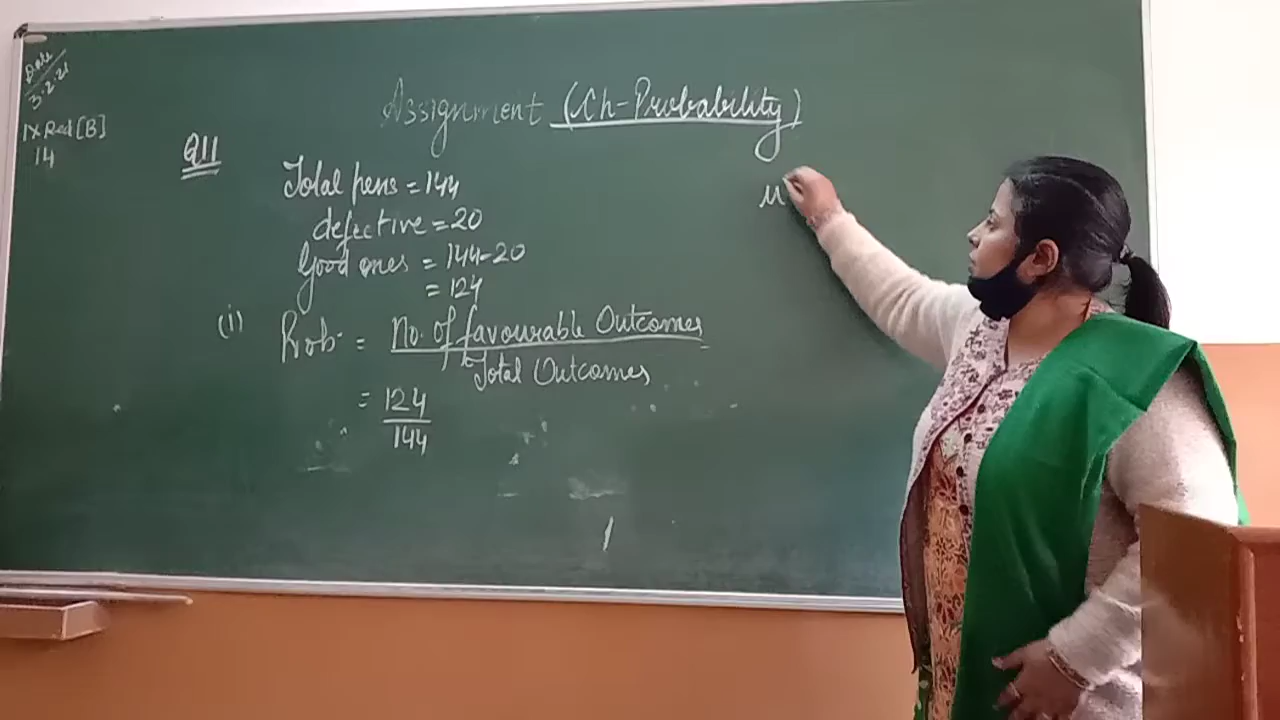 Date
3.2.21
IX Red [B]
14
Assignment (Ch-Probability)
Q11
Total pens = 144
defective = 20
Good ones = 144-20
= 124
(i)
Prob. = No. of favourable Outcomes
Total Outcomes
= 124
144